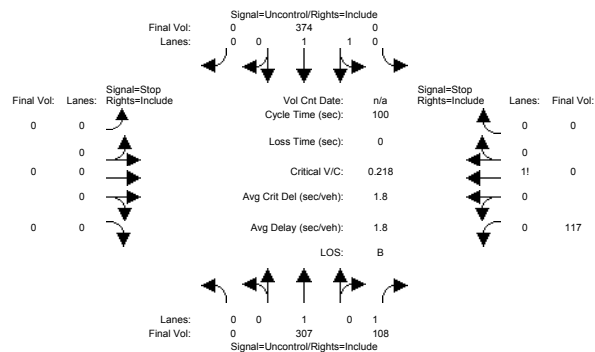 Signal=Uncontrol/Rights=Include
Final Vol: 0 374 0
Lanes: 0 0 1 1 0
Signal=Stop Signal=Stop
Final Vol: Lanes: Rights=Include Vol Cnt Date: n/a Rights=Include Lanes: Final Vol:
Cycle Time (sec): 100
0 0 0 0
Loss Time (sec): 0
0 0
0 0 Critical V/C: 0.218 1! 0
0 Avg Crit Del (sec/veh): 1.8 0
0 0 Avg Delay (sec/veh): 1.8 0 117
LOS: B
Lanes: 0 0 1 0 1
Final Vol: 0 307 108
Signal=Uncontrol/Rights=Include